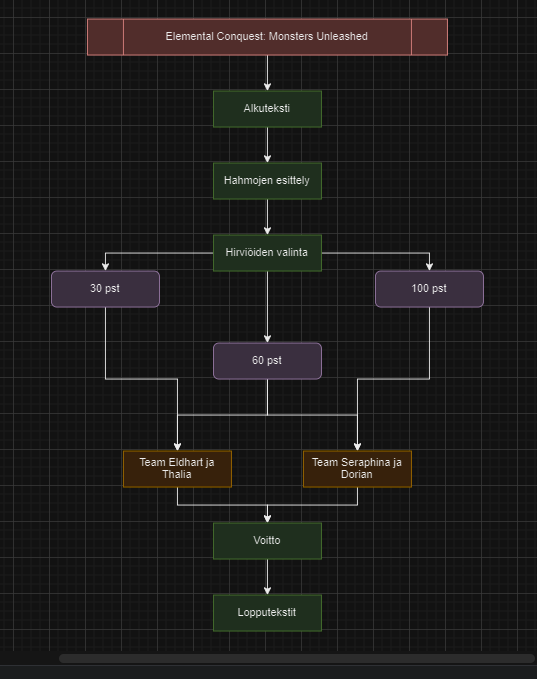 Elemental Conquest: Monsters Unleashed
Alkuteksti
Hahmojen esittely
Hirviöiden valinta
30 pst
100 pst
60 pst
Team Eldhart ja
Thalia
Team Seraphina ja
Dorian
Voitto
Lopputekstit